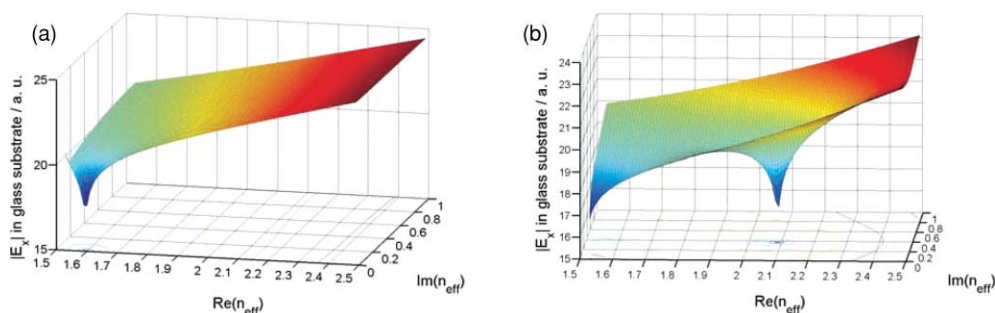 (a)
|Eₓ| in glass substrate / a. u.
25
20
15
1.5 1.6 1.7 1.8 1.9 2 2.1 2.2 2.3 2.4 2.5
Re(n_eff)
0 0.2 0.4 0.6 0.8 1
Im(n_eff)
(b)
|Eₓ| in glass substrate / a. u.
24
23
22
21
20
19
18
17
16
15
1.5 1.6 1.7 1.8 1.9 2 2.1 2.2 2.3 2.4 2.5
Re(n_eff)
0 0.2 0.4 0.6 0.8 1
Im(n_eff)